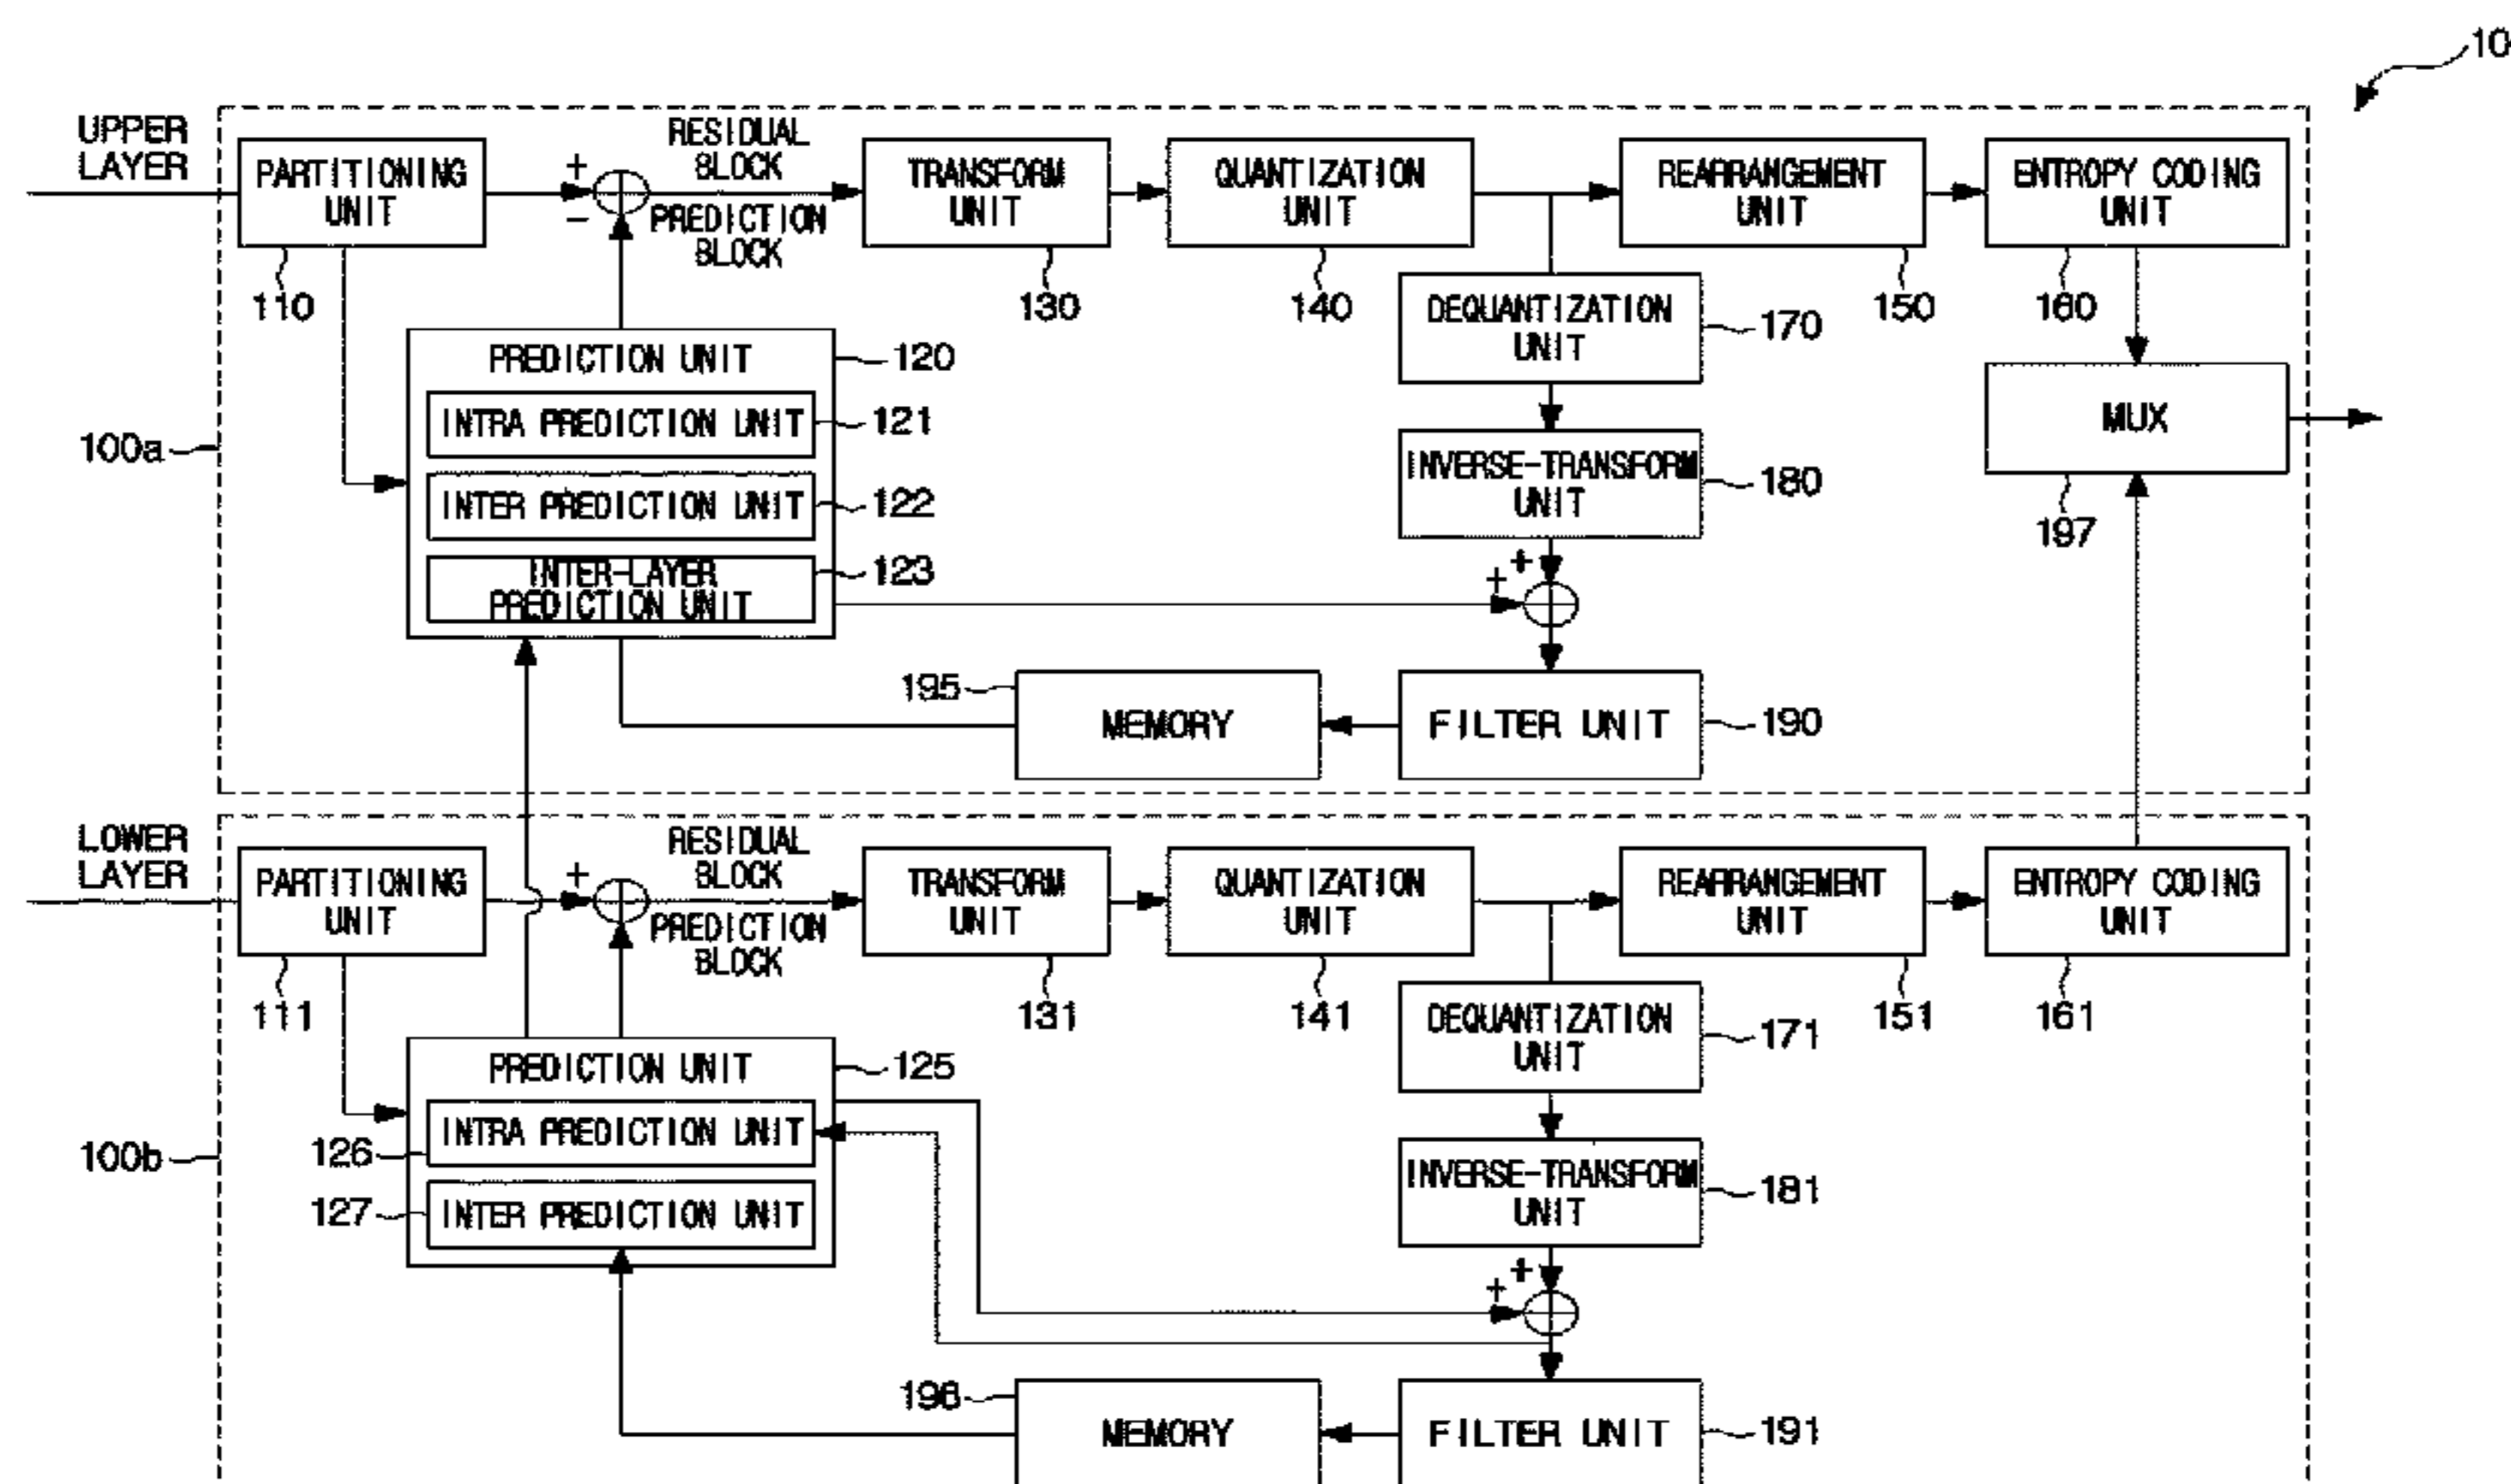 10
UPPER
LAYER
PARTITIONING
UNIT
110
+
−
RESIDUAL
BLOCK
PREDICTION
BLOCK
TRANSFORM
UNIT
130
QUANTIZATION
UNIT
140
REARRANGEMENT
UNIT
150
ENTROPY CODING
UNIT
160
DEQUANTIZATION
UNIT
170
PREDICTION UNIT
120
INTRA PREDICTION UNIT
121
INTER PREDICTION UNIT
122
INTER-LAYER
PREDICTION UNIT
123
100a
MUX
197
INVERSE-TRANSFORM
UNIT
180
+
+
195
MEMORY
FILTER UNIT
190
LOWER
LAYER
PARTITIONING
UNIT
111
+
RESIDUAL
BLOCK
PREDICTION
BLOCK
TRANSFORM
UNIT
131
QUANTIZATION
UNIT
141
REARRANGEMENT
UNIT
151
ENTROPY CODING
UNIT
161
DEQUANTIZATION
UNIT
171
PREDICTION UNIT
125
INTRA PREDICTION UNIT
126
INTER PREDICTION UNIT
127
100b
INVERSE-TRANSFORM
UNIT
181
+
+
196
MEMORY
FILTER UNIT
191